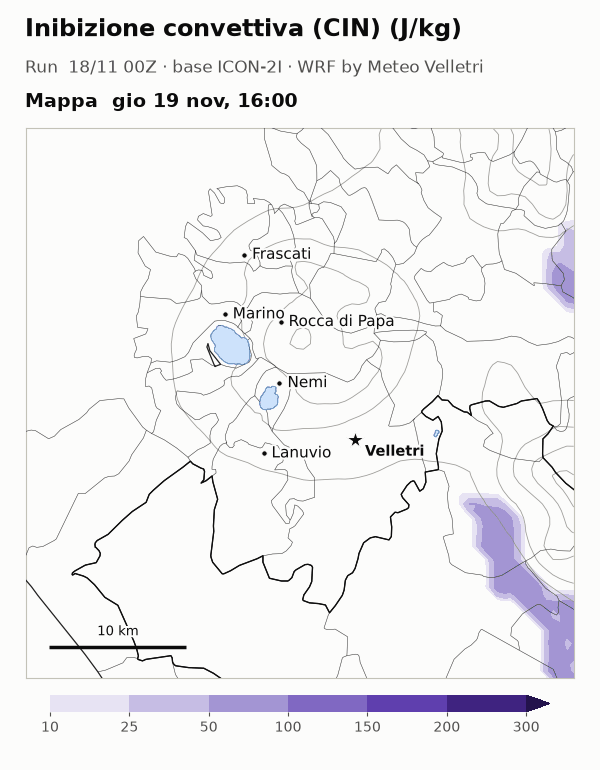 Inibizione convettiva (CIN) (J/kg)
Run  18/11 00Z · base ICON-2I · WRF by Meteo Velletri
Mappa  gio 19 nov, 16:00
Frascati
Marino
Rocca di Papa
Nemi
Velletri
Lanuvio
10 km
10 25 50 100 150 200 300